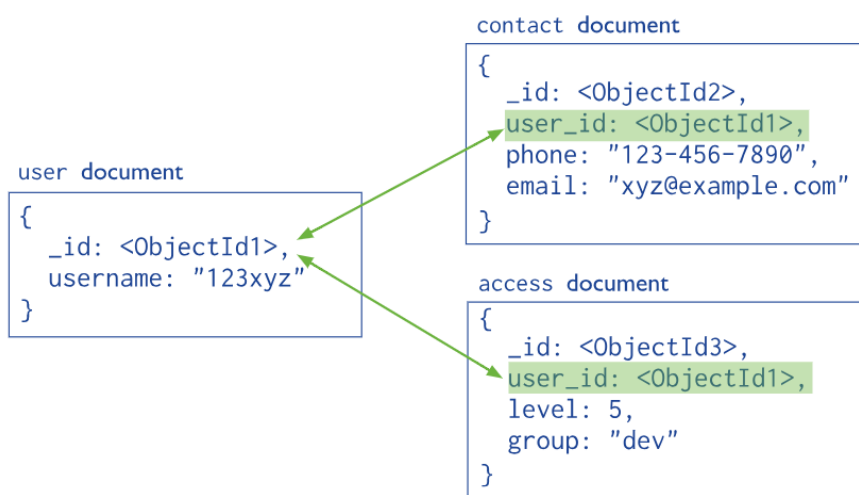 contact document
{
_id: <ObjectId2>,
user_id: <ObjectId1>,
phone: "123-456-7890",
email: "xyz@example.com"
}
user document
{
_id: <ObjectId1>,
username: "123xyz"
}
access document
{
_id: <ObjectId3>,
user_id: <ObjectId1>,
level: 5,
group: "dev"
}